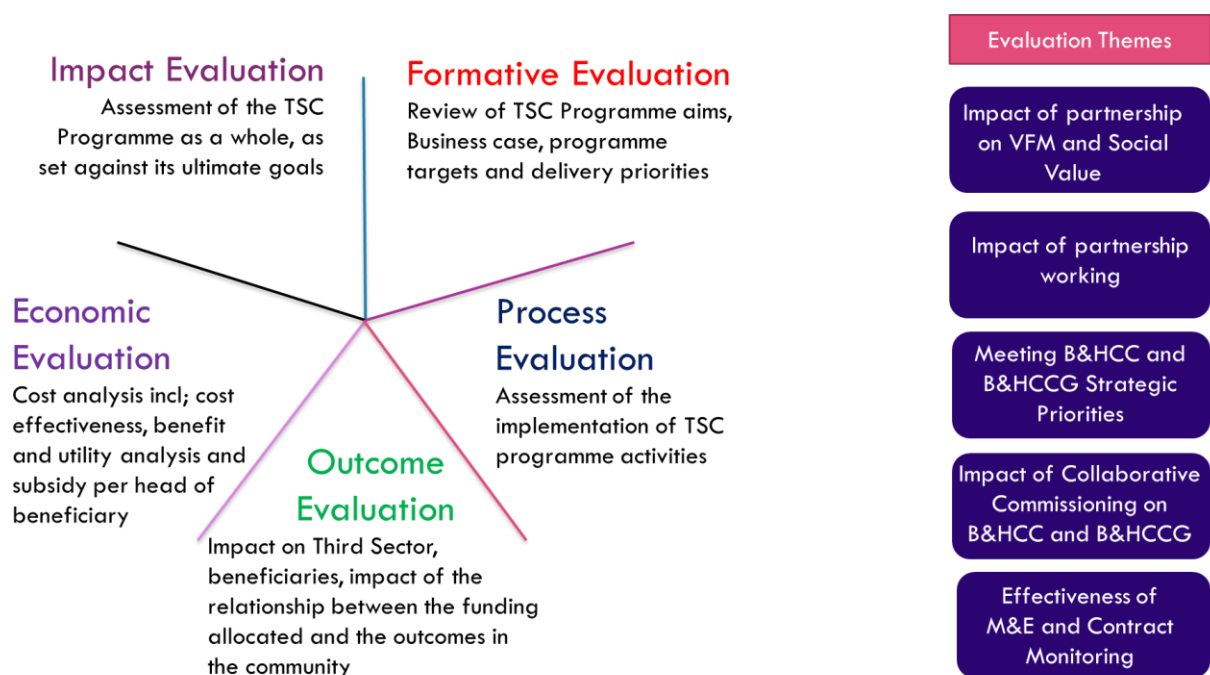 Impact Evaluation
Assessment of the TSC
Programme as a whole, as
set against its ultimate goals
Formative Evaluation
Review of TSC Programme aims,
Business case, programme
targets and delivery priorities
Economic
Evaluation
Cost analysis incl; cost
effectiveness, benefit
and utility analysis and
subsidy per head of
beneficiary
Process
Evaluation
Assessment of the
implementation of TSC
programme activities
Outcome
Evaluation
Impact on Third Sector,
beneficiaries, impact of the
relationship between the funding
allocated and the outcomes in
the community
Evaluation Themes
Impact of partnership
on VFM and Social
Value
Impact of partnership
working
Meeting B&HCC and
B&HCCG Strategic
Priorities
Impact of Collaborative
Commissioning on
B&HCC and B&HCCG
Effectiveness of
M&E and Contract
Monitoring